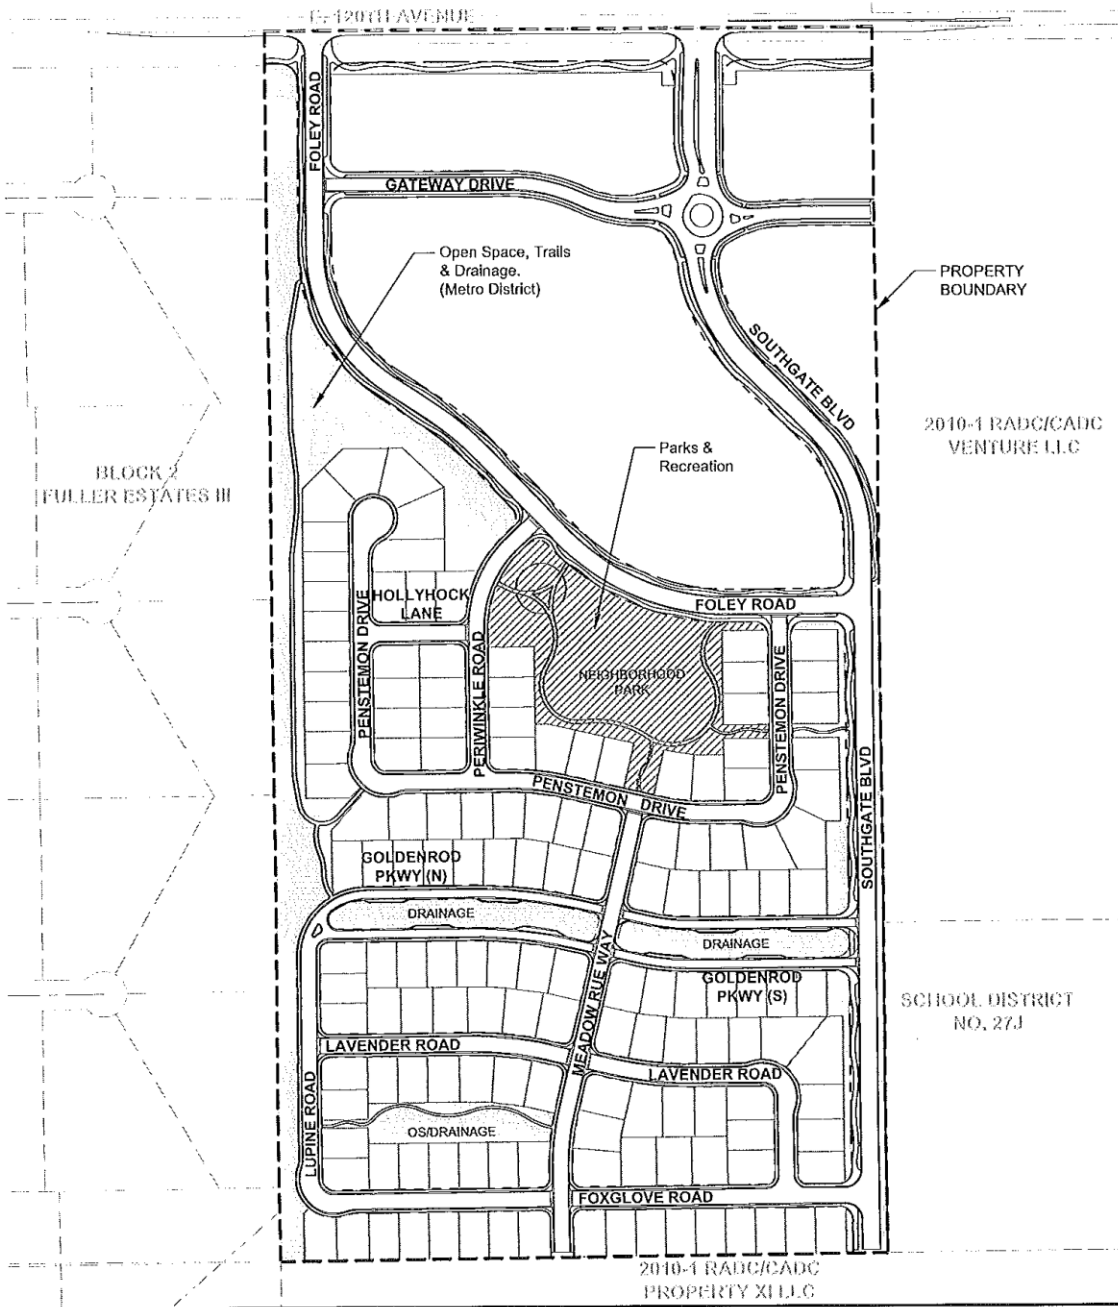 E. 120TH AVENUE
FOLEY ROAD
GATEWAY DRIVE
Open Space, Trails
& Drainage.
(Metro District)
PROPERTY
BOUNDARY
SOUTHGATE BLVD
2010-1 RADC/CADC
VENTURE LLC
Parks &
Recreation
BLOCK 2
FULLER ESTATES III
HOLLYHOCK
LANE
PENSTEMON DRIVE
PERIWINKLE ROAD
FOLEY ROAD
NEIGHBORHOOD
PARK
PENSTEMON DRIVE
PENSTEMON DRIVE
SOUTHGATE BLVD
GOLDENROD
PKWY (N)
DRAINAGE
DRAINAGE
MEADOW RUE WAY
GOLDENROD
PKWY (S)
SCHOOL DISTRICT
NO. 27J
LAVENDER ROAD
LAVENDER ROAD
LUPINE ROAD
OS/DRAINAGE
FOXGLOVE ROAD
2010-1 RADC/CADC
PROPERTY XI LLC